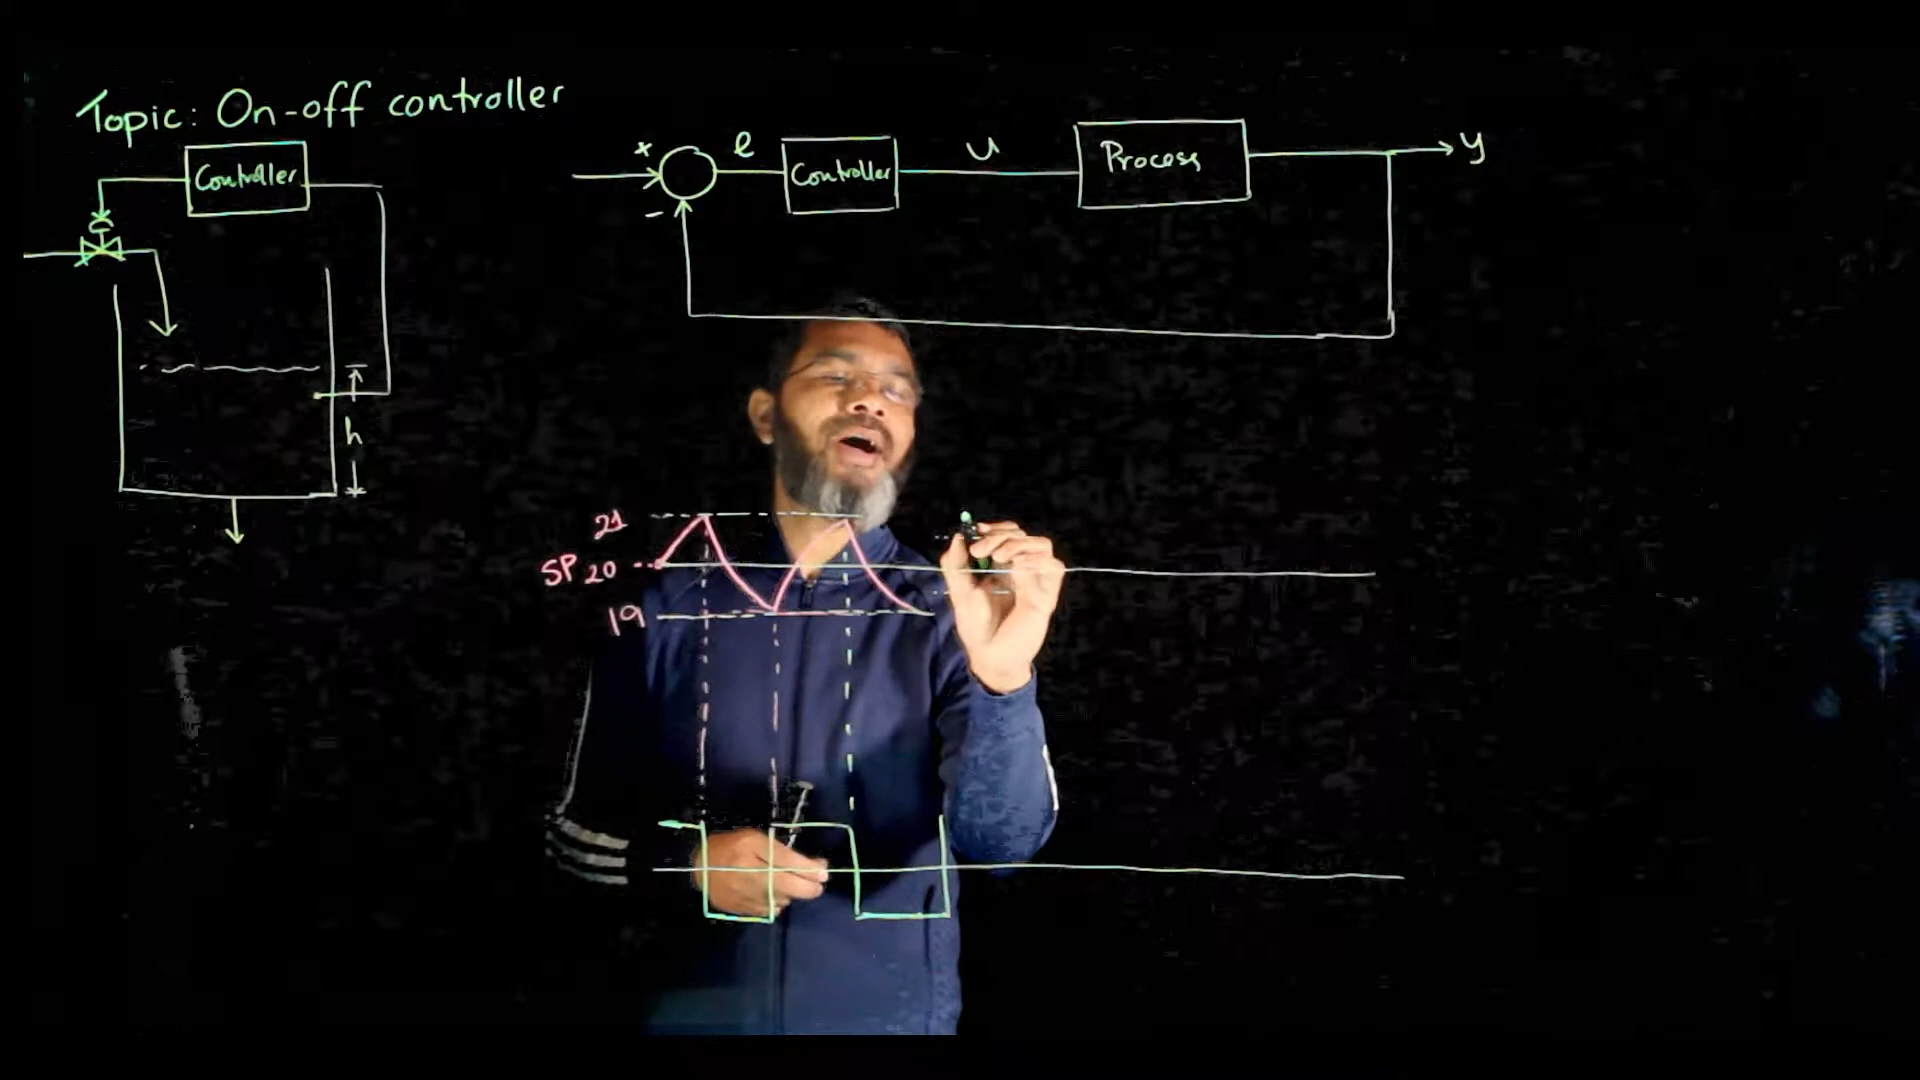 Topic: On-off controller
Controller
h
+
-
e
Controller
u
Process
y
21
SP 20
19